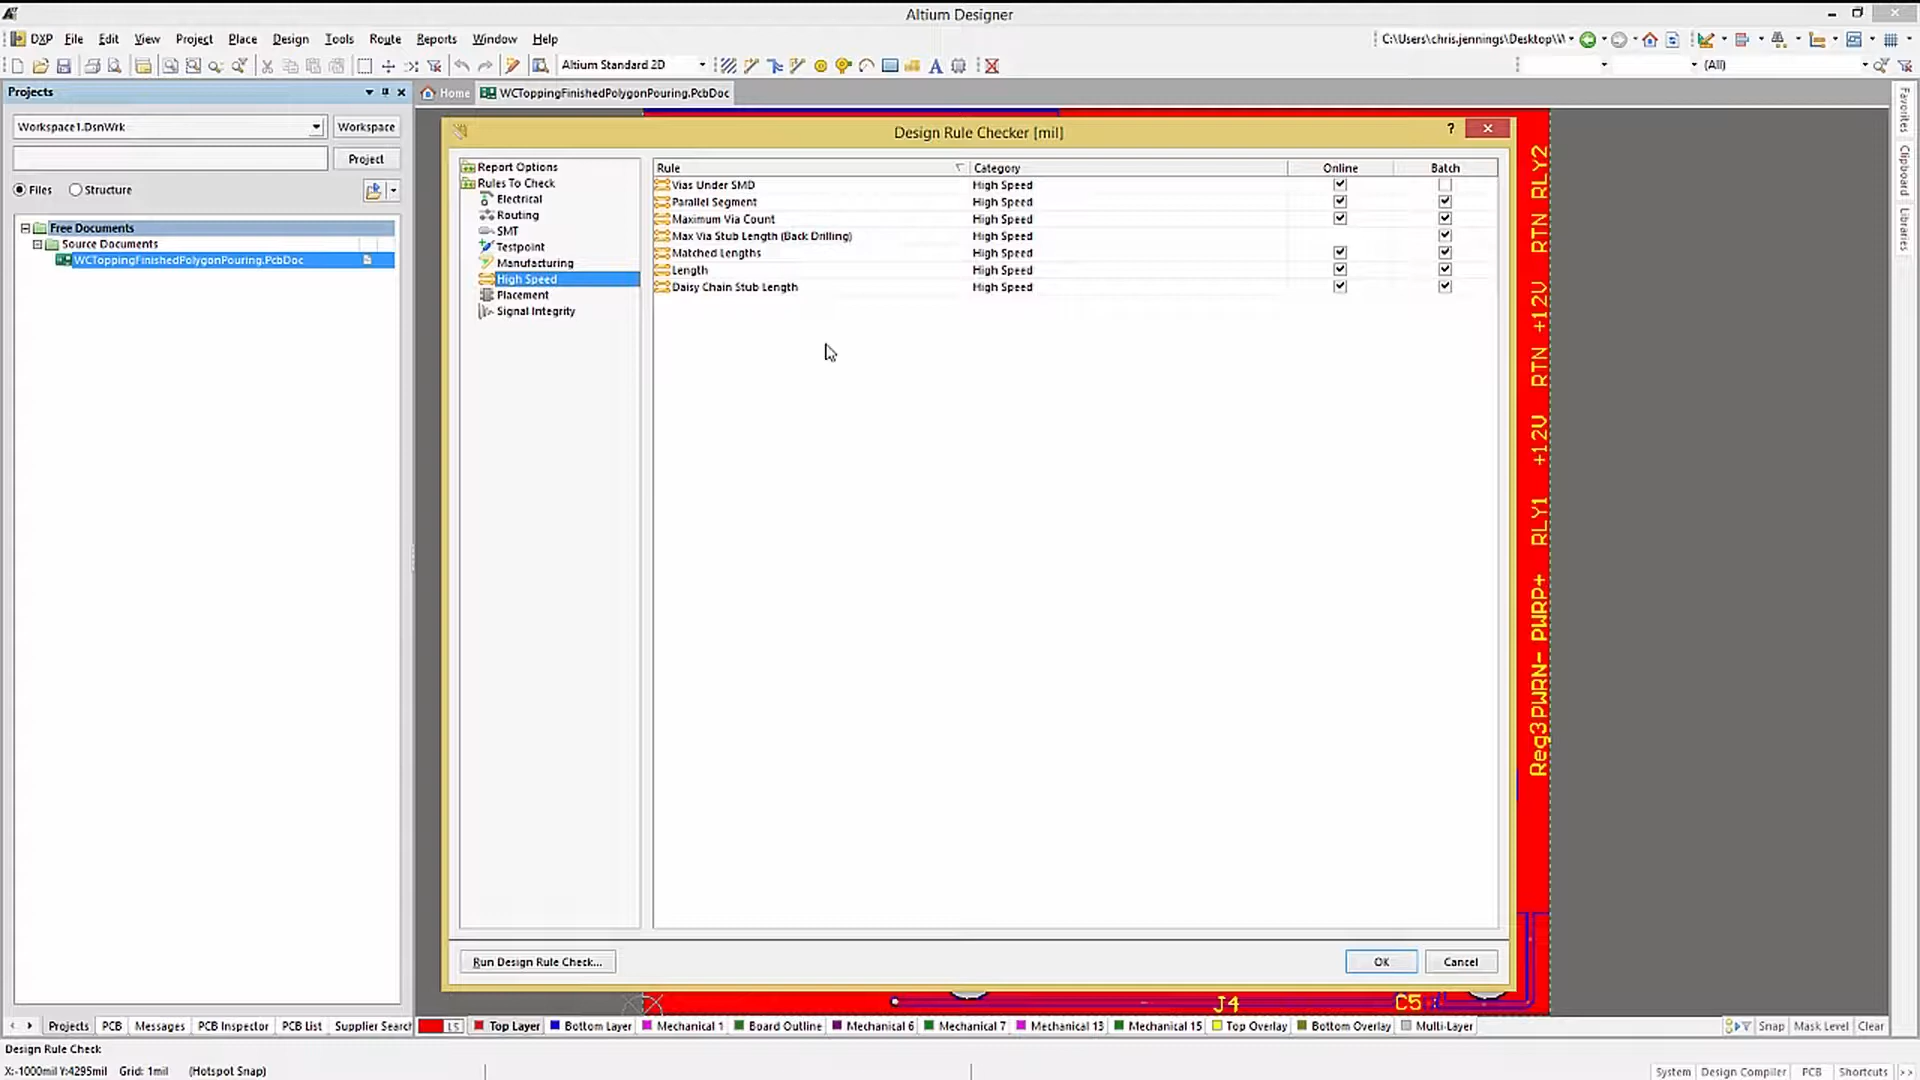 Altium Designer
DXP File Edit View Project Place Design Tools Route Reports Window Help
C:\Users\chris.jennings\Desktop\V
Altium Standard 2D
(All)
Projects
Home WCToppingFinishedPolygonPouring.PcbDoc
Workspace1.DsnWrk Workspace
Project
Files Structure
Free Documents
Source Documents
WCToppingFinishedPolygonPouring.PcbDoc
Design Rule Checker [mil]
?
Report Options
Rules To Check
Electrical
Routing
SMT
Testpoint
Manufacturing
High Speed
Placement
Signal Integrity
Rule Category Online Batch
Vias Under SMD High Speed
Parallel Segment High Speed
Maximum Via Count High Speed
Max Via Stub Length (Back Drilling) High Speed
Matched Lengths High Speed
Length High Speed
Daisy Chain Stub Length High Speed
Run Design Rule Check... OK Cancel
Reg3 PWRN- PWRP+ RLY1 +12V RTN +12V RTN RLY2
Favorites
Clipboard
Libraries
J4 C5
Projects PCB Messages PCB Inspector PCB List Supplier Search
LS Top Layer Bottom Layer Mechanical 1 Board Outline Mechanical 6 Mechanical 7 Mechanical 13 Mechanical 15 Top Overlay Bottom Overlay Multi-Layer
Snap Mask Level Clear
Design Rule Check
X:-1000mil Y:4295mil Grid: 1mil (Hotspot Snap)
System Design Compiler PCB Shortcuts >>